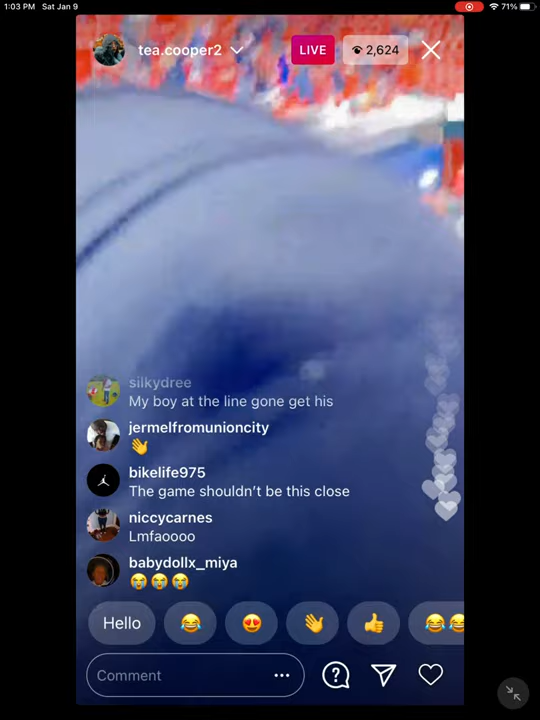 1:03 PM Sat Jan 9
71%
tea.cooper2
LIVE
2,624
silkydree
My boy at the line gone get his
jermelfromunioncity
👋
bikelife975
The game shouldn't be this close
niccycarnes
Lmfaoooo
babydollx_miya
😭😭😭
Hello 😂 😍 👋 👍 😂😂
Comment